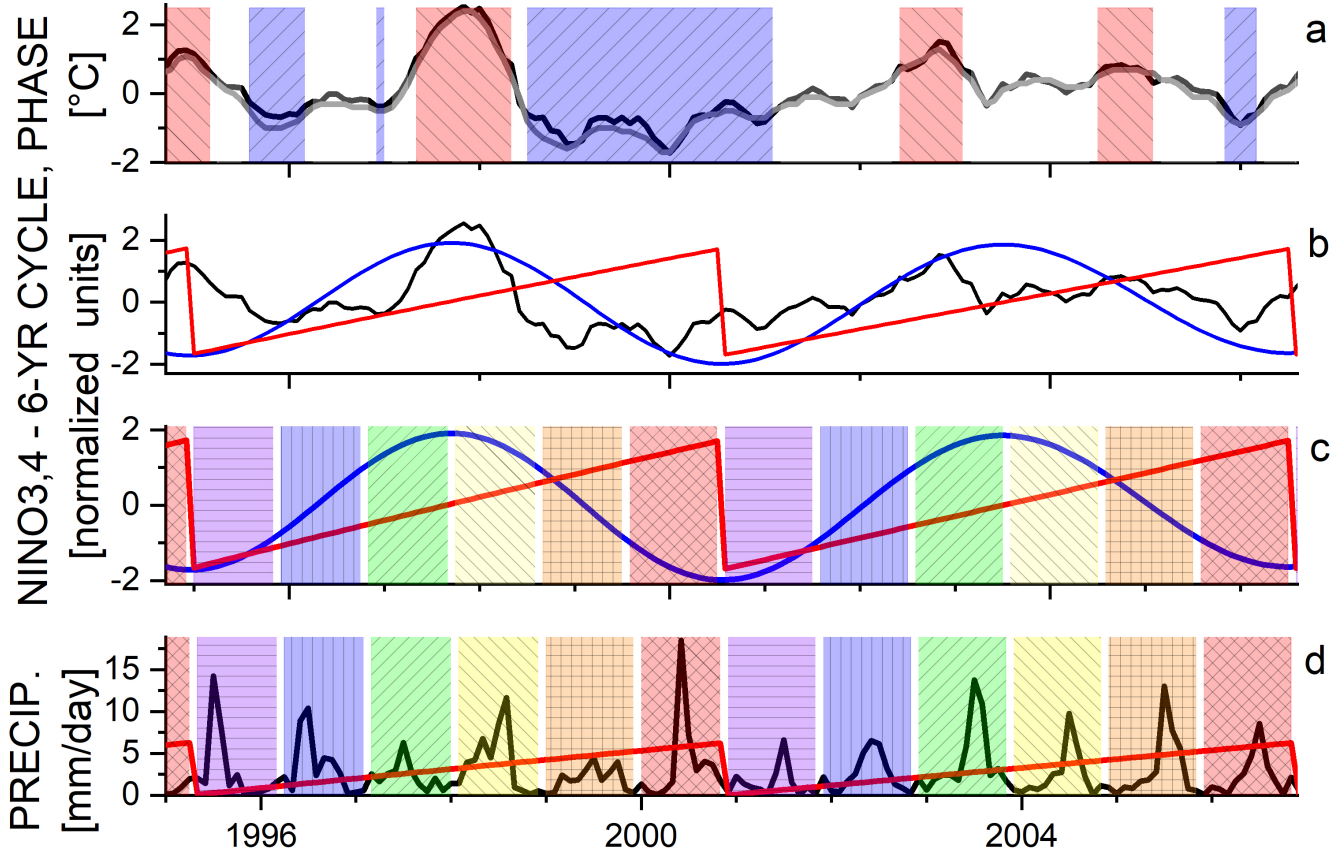 NINO3,4 - 6-YR CYCLE, PHASE
[°C]
2
0
-2
a
[normalized units]
2
0
-2
b
2
0
-2
c
PRECIP.
[mm/day]
15
10
5
0
d
1996
2000
2004